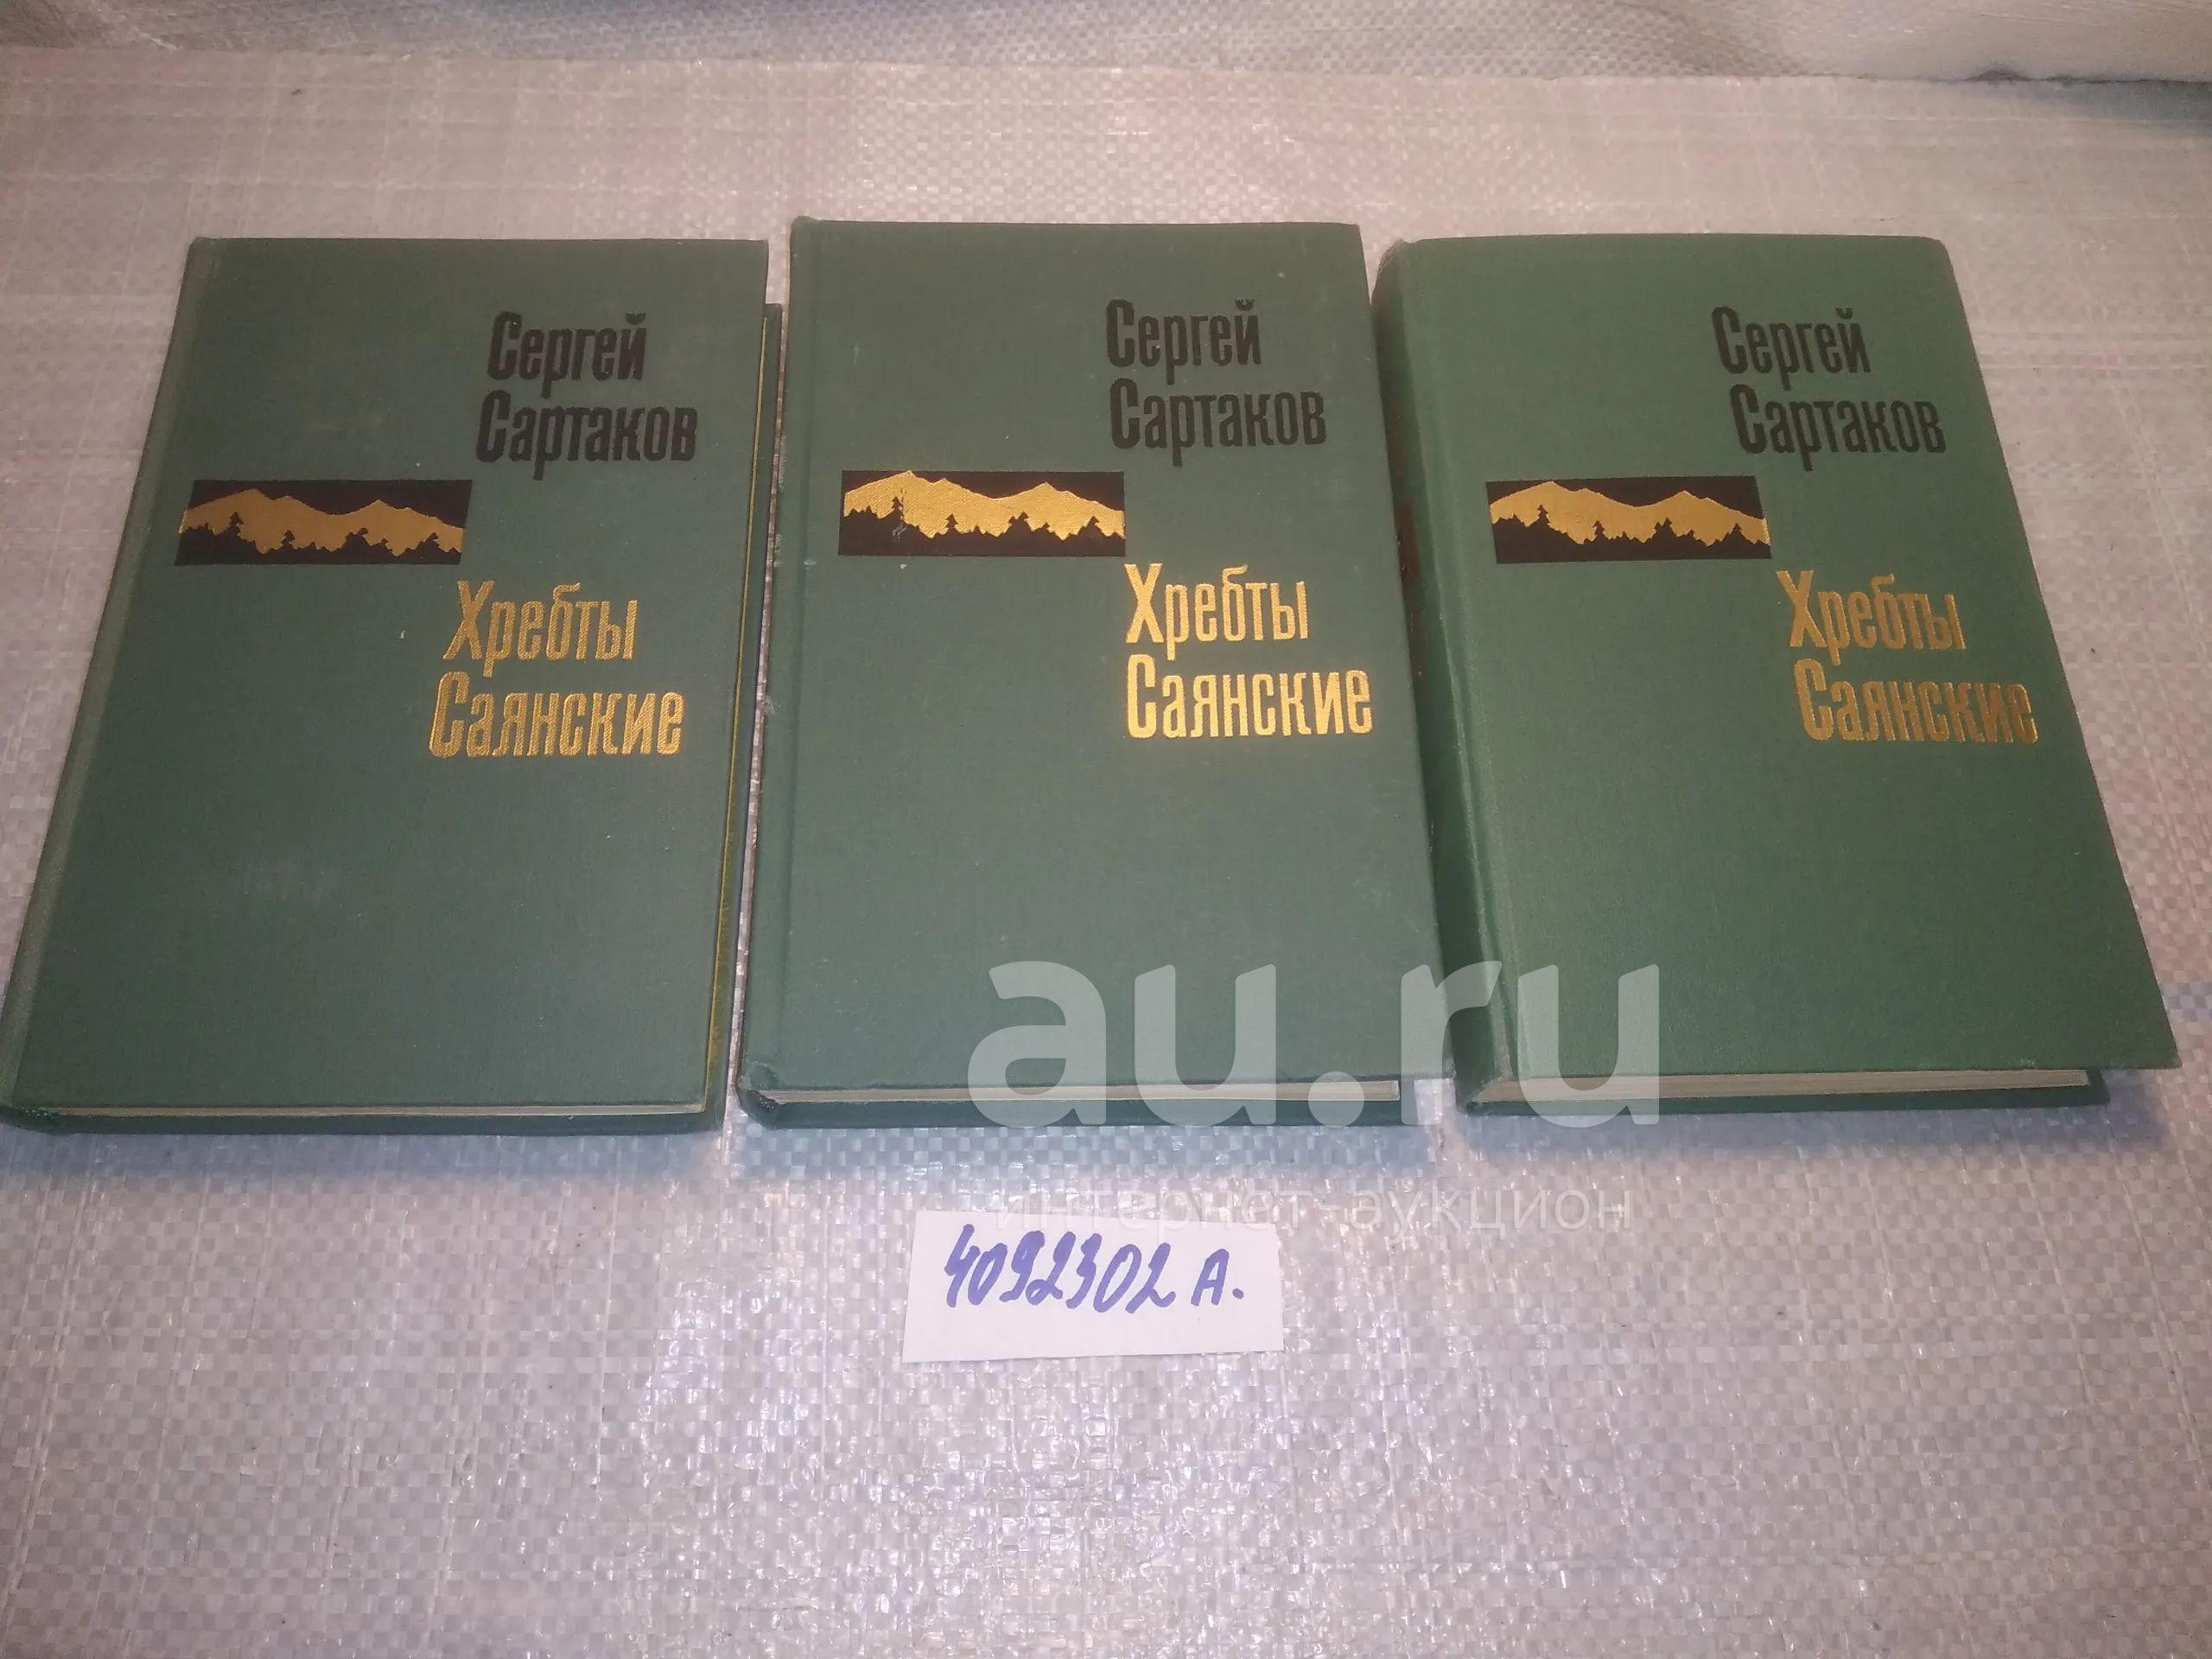 Сергей
Сартаков
Хребты
Саянские
Сергей
Сартаков
Хребты
Саянские
Сергей
Сартаков
Хребты
Саянские
au.ru
интернет-аукцион
4092302 А.